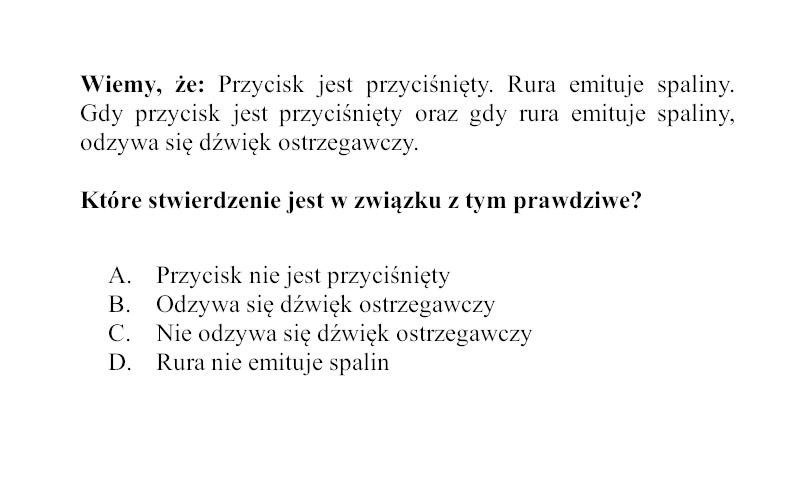 Wiemy, że: Przycisk jest przyciśnięty. Rura emituje spaliny.
Gdy przycisk jest przyciśnięty oraz gdy rura emituje spaliny,
odzywa się dźwięk ostrzegawczy.
Które stwierdzenie jest w związku z tym prawdziwe?
A. Przycisk nie jest przyciśnięty
B. Odzywa się dźwięk ostrzegawczy
C. Nie odzywa się dźwięk ostrzegawczy
D. Rura nie emituje spalin